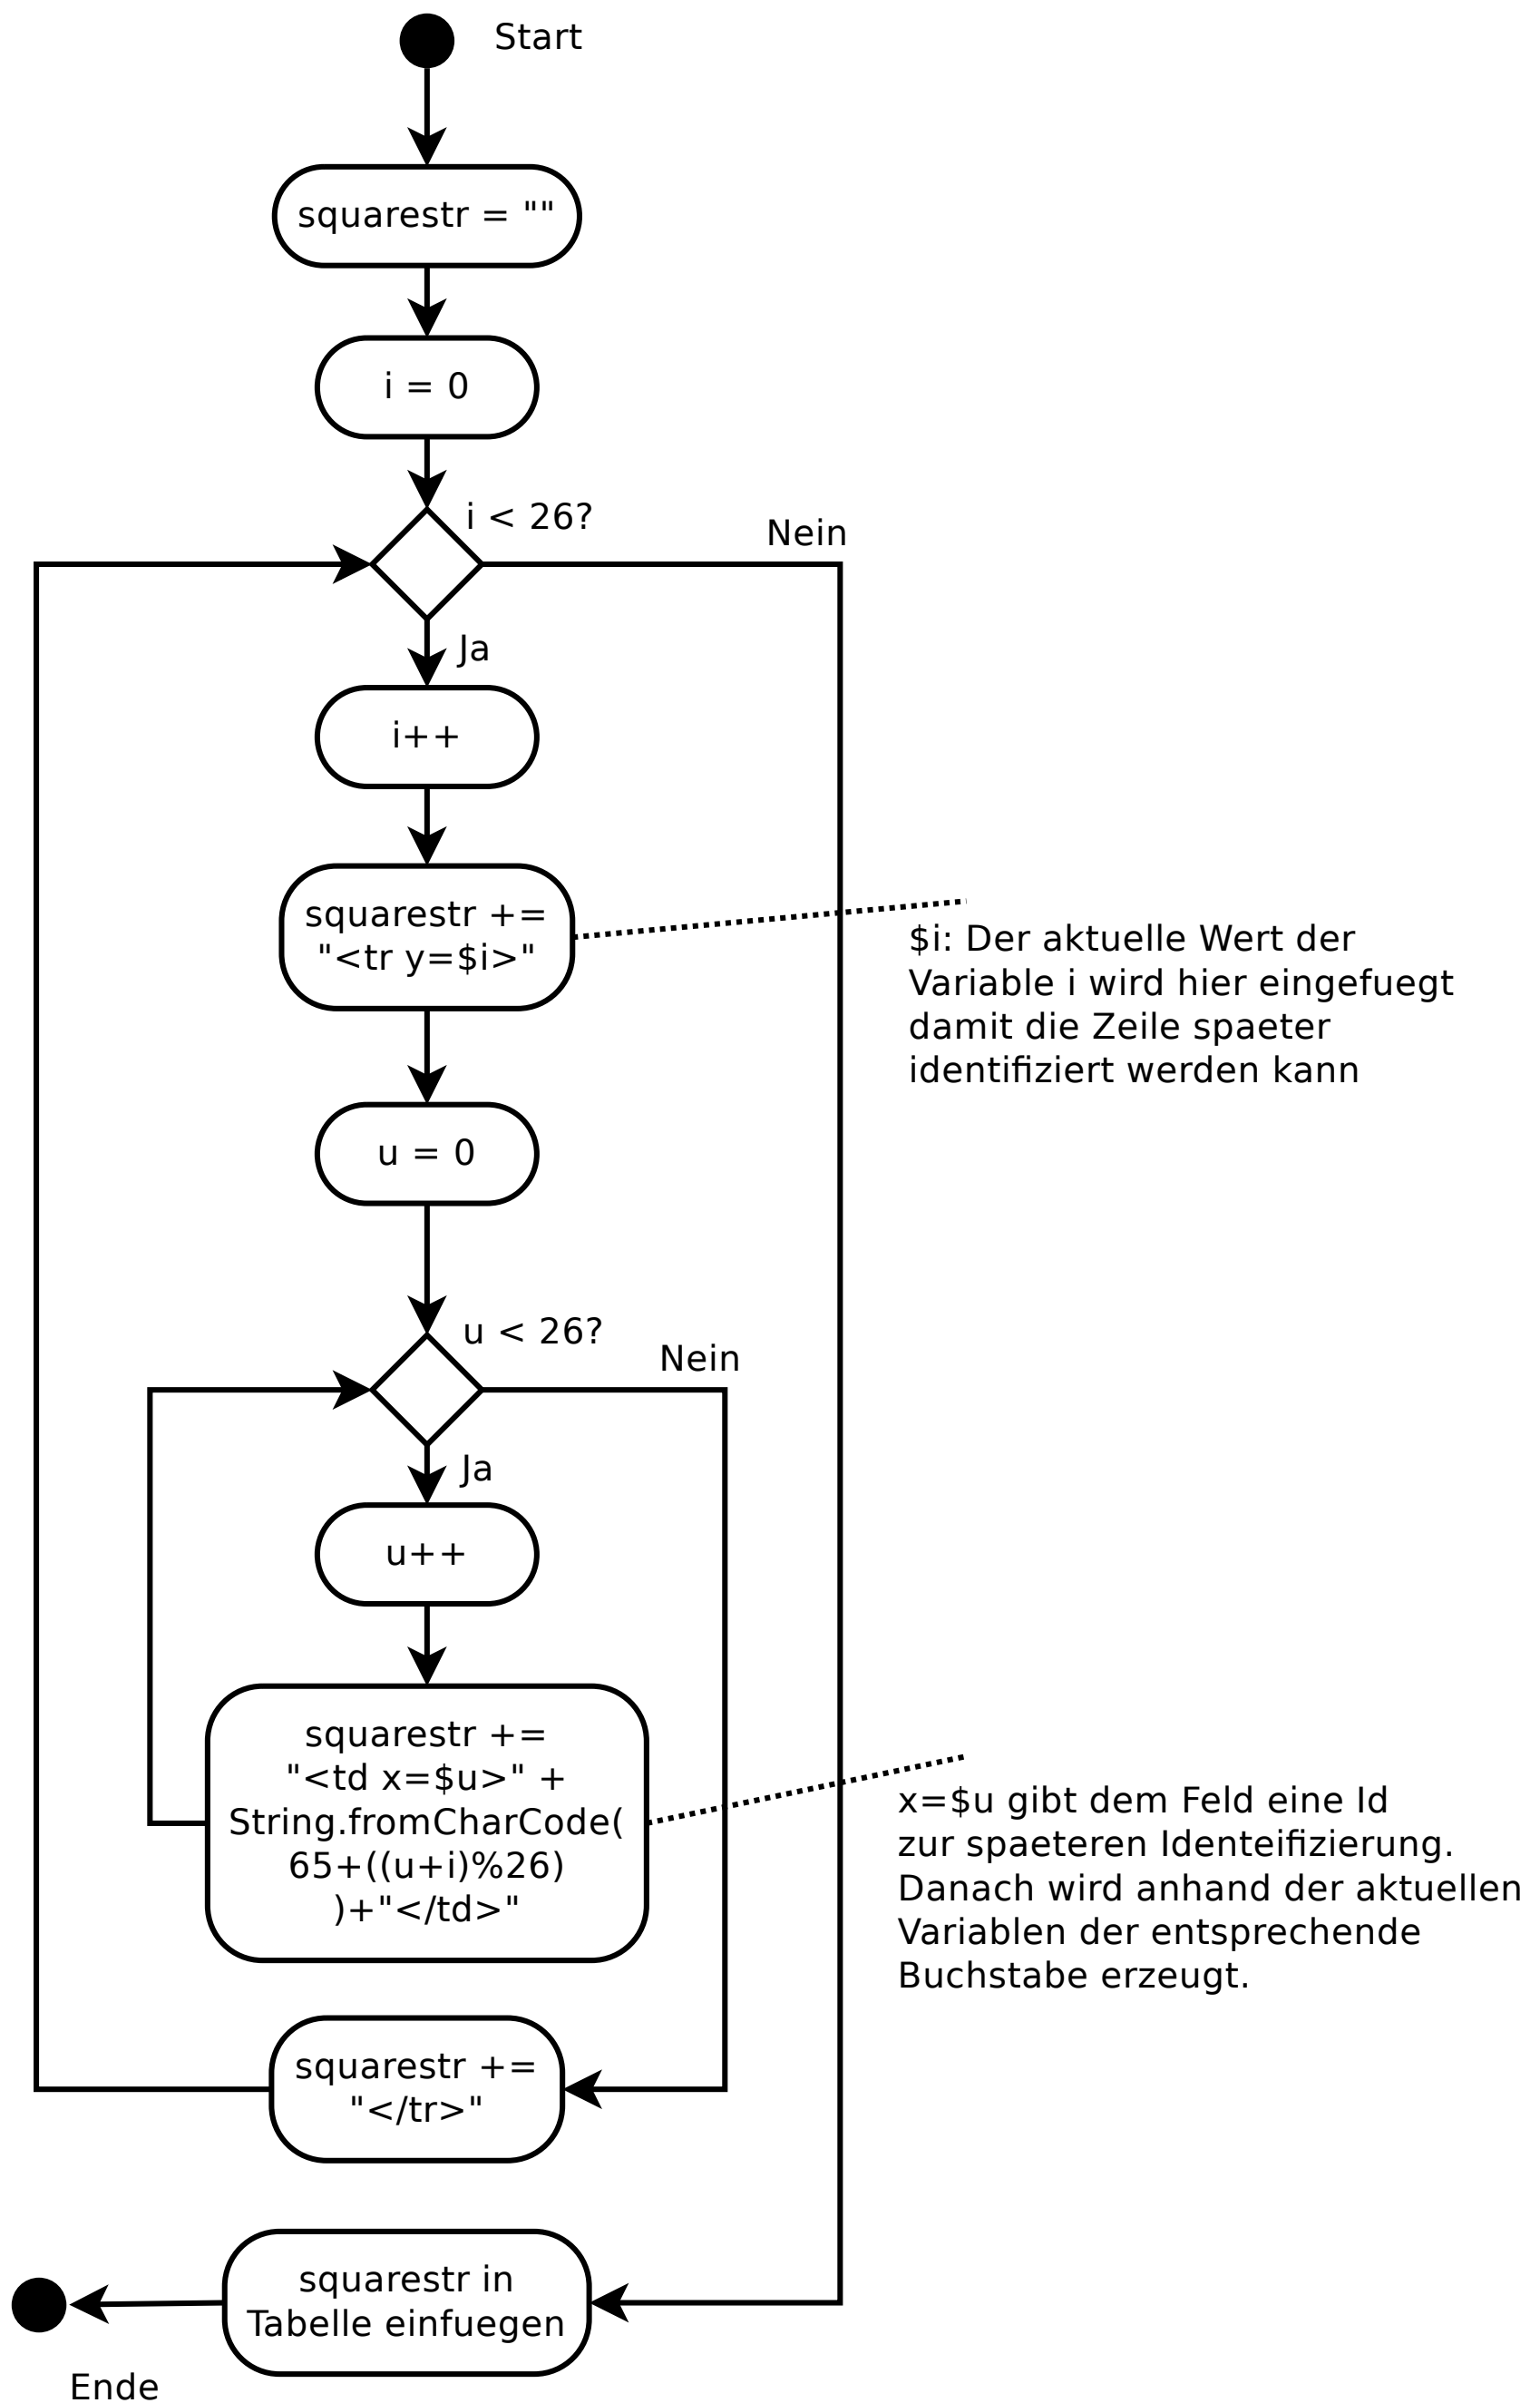 Start
squarestr = ""
i = 0
i < 26?
Nein
Ja
i++
squarestr +=
"<tr y=$i>"
$i: Der aktuelle Wert der
Variable i wird hier eingefuegt
damit die Zeile spaeter
identifiziert werden kann
u = 0
u < 26?
Nein
Ja
u++
squarestr +=
"<td x=$u>" +
String.fromCharCode(
65+((u+i)%26)
)+"</td>"
x=$u gibt dem Feld eine Id
zur spaeteren Identeifizierung.
Danach wird anhand der aktuellen
Variablen der entsprechende
Buchstabe erzeugt.
squarestr +=
"</tr>"
squarestr in
Tabelle einfuegen
Ende